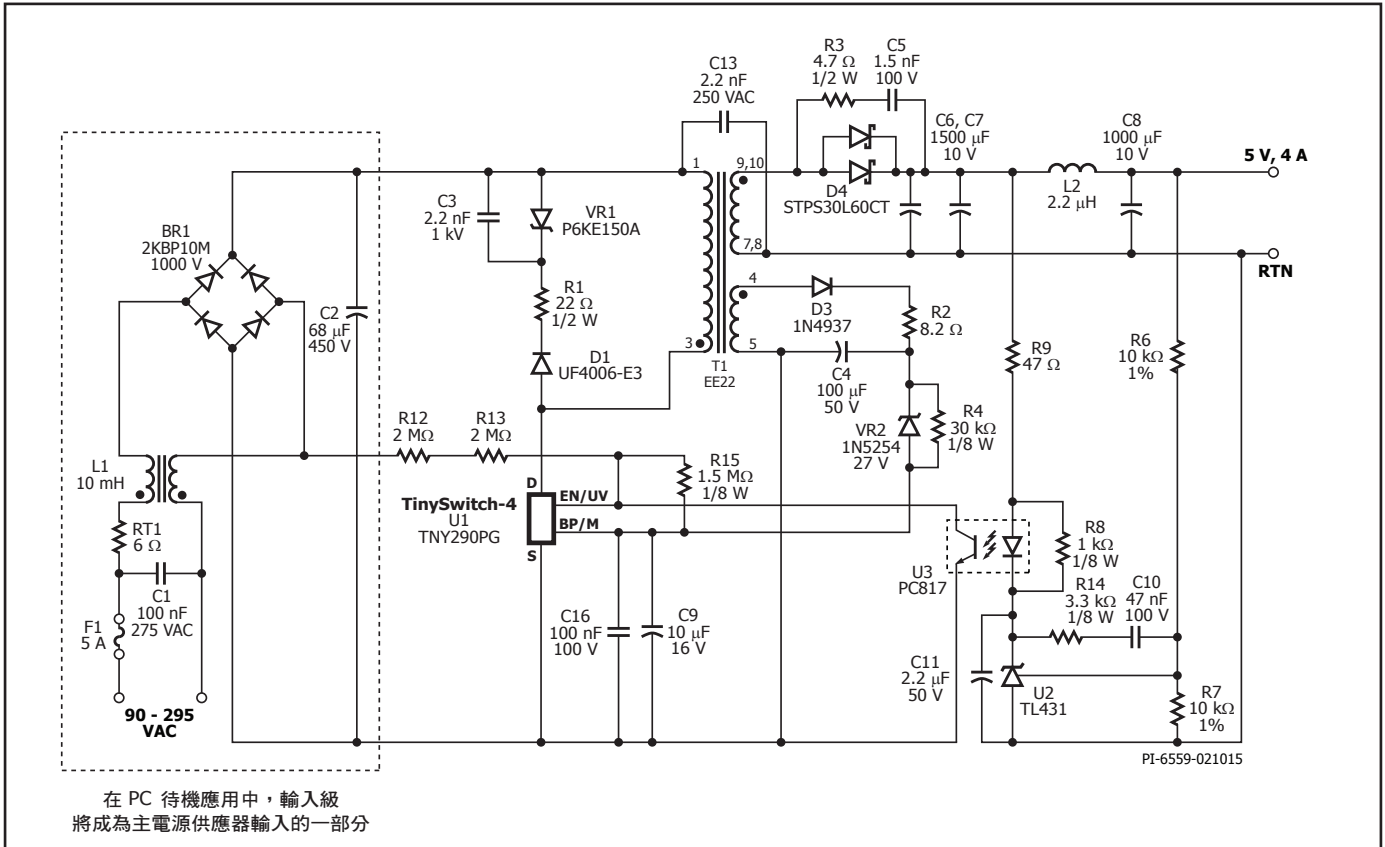 C13
2.2 nF
250 VAC
R3
4.7 Ω
1/2 W
C5
1.5 nF
100 V
C6, C7
1500 μF
10 V
C8
1000 μF
10 V
5 V, 4 A
L2
2.2 μH
RTN
D4
STPS30L60CT
1
9,10
7,8
4
3
5
T1
EE22
C3
2.2 nF
1 kV
VR1
P6KE150A
BR1
2KBP10M
1000 V
C2
68 μF
450 V
R1
22 Ω
1/2 W
D1
UF4006-E3
D3
1N4937
R2
8.2 Ω
C4
100 μF
50 V
VR2
1N5254
27 V
R4
30 kΩ
1/8 W
R9
47 Ω
R6
10 kΩ
1%
R12
2 MΩ
R13
2 MΩ
R15
1.5 MΩ
1/8 W
L1
10 mH
RT1
6 Ω
C1
100 nF
275 VAC
F1
5 A
90 - 295
VAC
TinySwitch-4
U1
TNY290PG
D
S
EN/UV
BP/M
C16
100 nF
100 V
C9
10 μF
16 V
U3
PC817
R8
1 kΩ
1/8 W
R14
3.3 kΩ
1/8 W
C10
47 nF
100 V
C11
2.2 μF
50 V
U2
TL431
R7
10 kΩ
1%
PI-6559-021015
在 PC 待機應用中，輸入級
將成為主電源供應器輸入的一部分